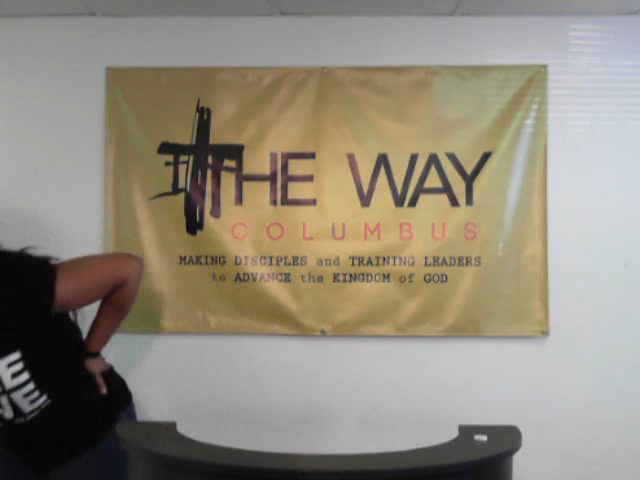 THE WAY
COLUMBUS
MAKING DISCIPLES and TRAINING LEADERS
to ADVANCE the KINGDOM of GOD